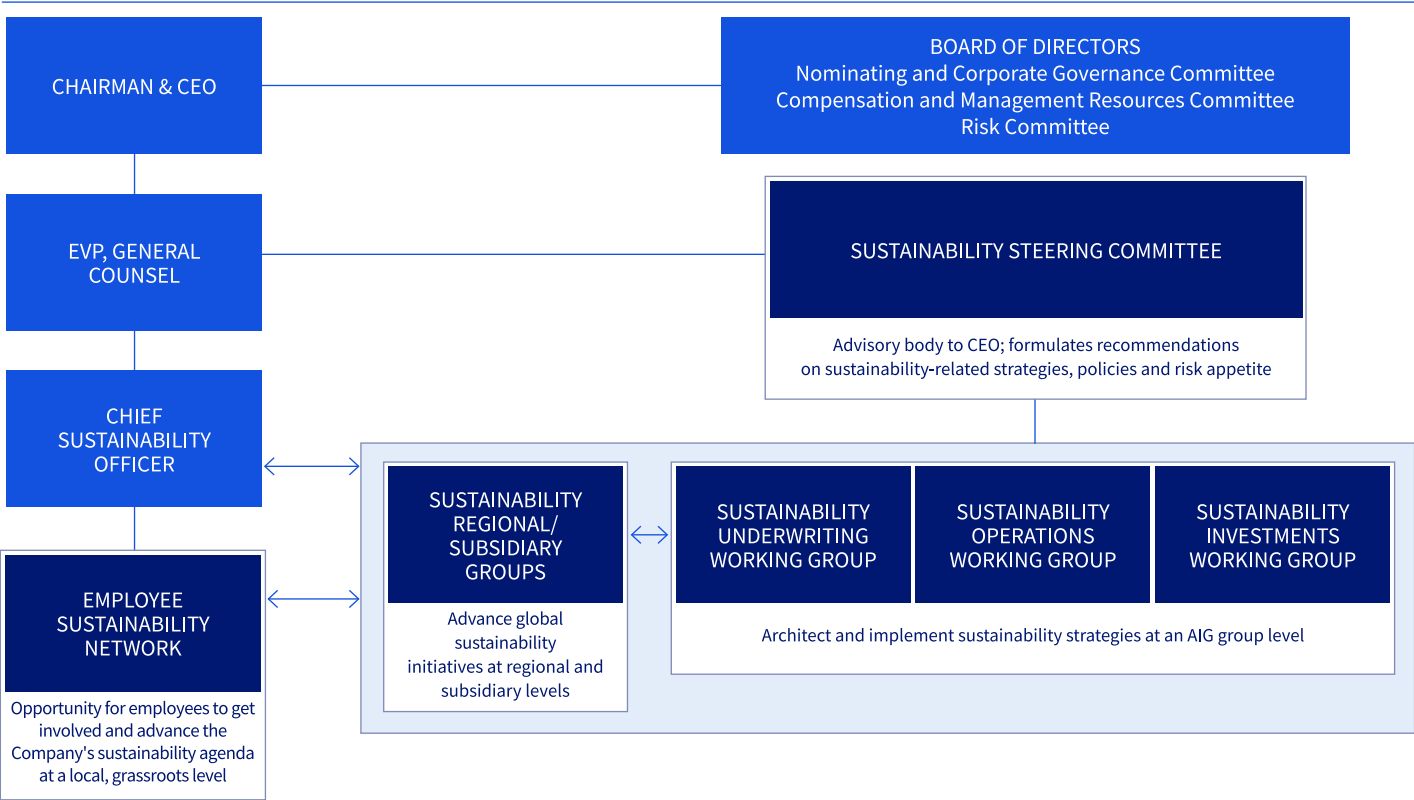 CHAIRMAN & CEO
BOARD OF DIRECTORS
Nominating and Corporate Governance Committee
Compensation and Management Resources Committee
Risk Committee
EVP, GENERAL
COUNSEL
SUSTAINABILITY STEERING COMMITTEE
Advisory body to CEO; formulates recommendations
on sustainability-related strategies, policies and risk appetite
CHIEF
SUSTAINABILITY
OFFICER
SUSTAINABILITY
REGIONAL/
SUBSIDIARY
GROUPS
Advance global
sustainability
initiatives at regional and
subsidiary levels
SUSTAINABILITY
UNDERWRITING
WORKING GROUP
SUSTAINABILITY
OPERATIONS
WORKING GROUP
SUSTAINABILITY
INVESTMENTS
WORKING GROUP
Architect and implement sustainability strategies at an AIG group level
EMPLOYEE
SUSTAINABILITY
NETWORK
Opportunity for employees to get
involved and advance the
Company's sustainability agenda
at a local, grassroots level